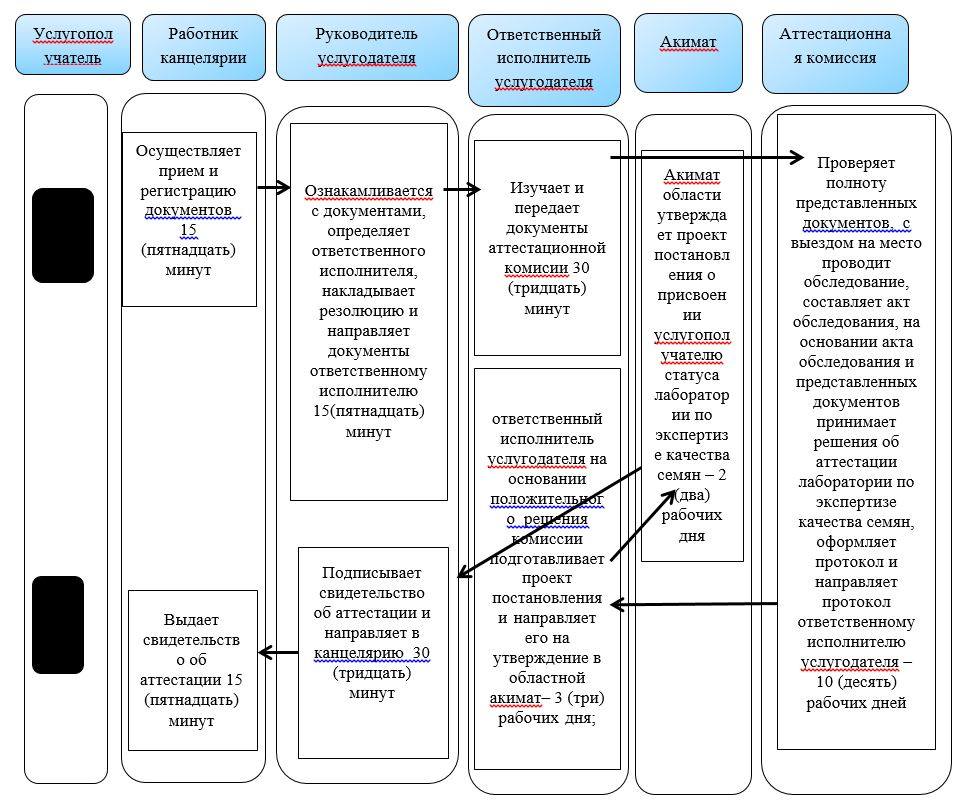 Услугопол
учатель
Работник
канцелярии
Руководитель
услугодателя
Ответственный
исполнитель
услугодателя
Акимат
Аттестационна
я комиссия
Осуществляет
прием и
регистрацию
документов
15
(пятнадцать)
минут
Ознакамливается
с документами,
определяет
ответственного
исполнителя,
накладывает
резолюцию и
направляет
документы
ответственному
исполнителю
15(пятнадцать)
минут
Изучает и
передает
документы
аттестационной
комисии 30
(тридцать)
минут
Акимат
области
утвержда
ет проект
постановл
ения о
присвоен
ии
услугопол
учателю
статуса
лаборатор
ии по
экспертиз
е качества
семян – 2
(два)
рабочих
дня
Проверяет
полноту
представленных
документов, с
выездом на место
проводит
обследование,
составляет акт
обследования, на
основании акта
обследования и
представленных
документов
принимает
решения об
аттестации
лаборатории по
экспертизе
качества семян,
оформляет
протокол и
направляет
протокол
ответственному
исполнителю
услугодателя –
10 (десять)
рабочих дней
ответственный
исполнитель
услугодателя на
основании
положительног
о решения
комиссии
подготавливает
проект
постановления
и направляет
его на
утверждение в
областной
акимат– 3 (три)
рабочих дня;
Подписывает
свидетельство
об аттестации и
направляет в
канцелярию 30
(тридцать)
минут
Выдает
свидетельств
о об
аттестации 15
(пятнадцать)
минут